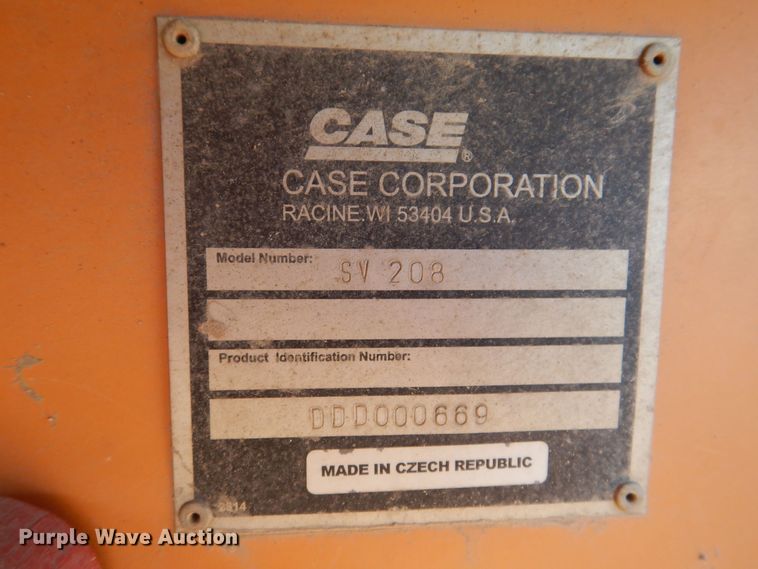 CASE®
CASE CORPORATION
RACINE.WI 53404 U.S.A.
Model Number: SV 208
Product Identification Number:
DDD000669
MADE IN CZECH REPUBLIC
2814
Purple Wave Auction